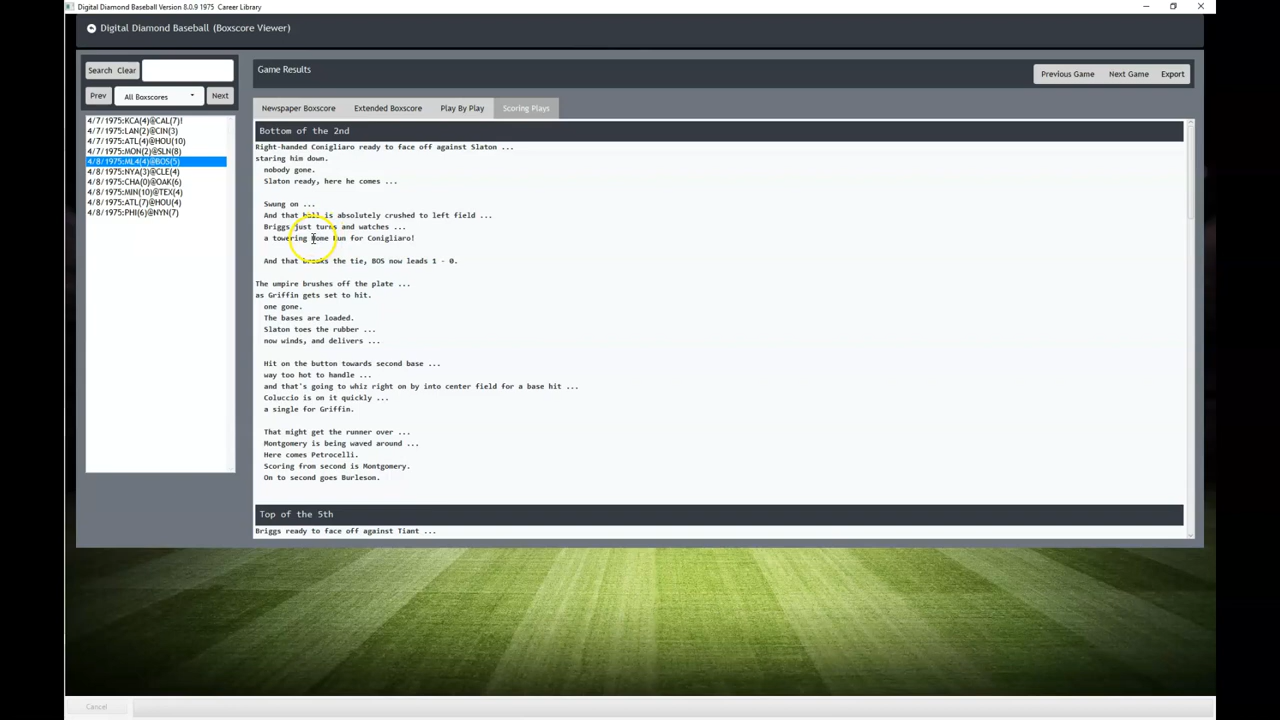 Digital Diamond Baseball Version 8.0.9 1975 Career Library
Digital Diamond Baseball (Boxscore Viewer)
Search Clear
Prev All Boxscores Next
4/7/1975:KCA(4)@CAL(7)!
4/7/1975:LAN(2)@CIN(3)
4/7/1975:ATL(4)@HOU(10)
4/7/1975:MON(2)@SLN(8)
4/8/1975:ML4(4)@BOS(5)
4/8/1975:NYA(3)@CLE(4)
4/8/1975:CHA(0)@OAK(6)
4/8/1975:MIN(10)@TEX(4)
4/8/1975:ATL(7)@HOU(4)
4/8/1975:PHI(6)@NYN(7)
Game Results
Previous Game Next Game Export
Newspaper Boxscore Extended Boxscore Play By Play Scoring Plays
Bottom of the 2nd
Right-handed Conigliaro ready to face off against Slaton ...
staring him down.
nobody gone.
Slaton ready, here he comes ...
Swung on ...
And that ball is absolutely crushed to left field ...
Briggs just turns and watches ...
a towering home run for Conigliaro!
And that breaks the tie, BOS now leads 1 - 0.
The umpire brushes off the plate ...
as Griffin gets set to hit.
one gone.
The bases are loaded.
Slaton toes the rubber ...
now winds, and delivers ...
Hit on the button towards second base ...
way too hot to handle ...
and that's going to whiz right on by into center field for a base hit ...
Coluccio is on it quickly ...
a single for Griffin.
That might get the runner over ...
Montgomery is being waved around ...
Here comes Petrocelli.
Scoring from second is Montgomery.
On to second goes Burleson.
Top of the 5th
Briggs ready to face off against Tiant ...
Cancel